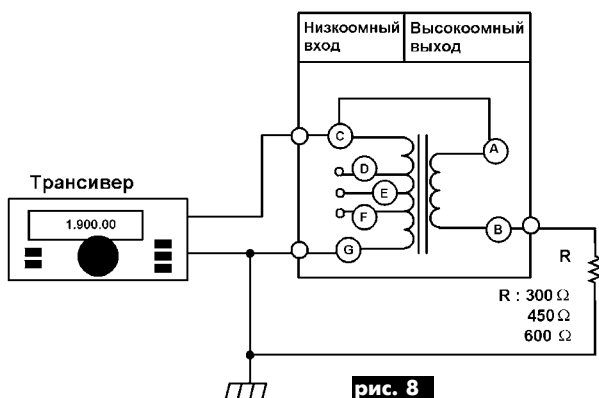 Низкоомный вход
Высокоомный выход
C
A
D
E
F
G
B
Трансивер
1.900.00
R
R : 300 Ω
450 Ω
600 Ω
рис. 8